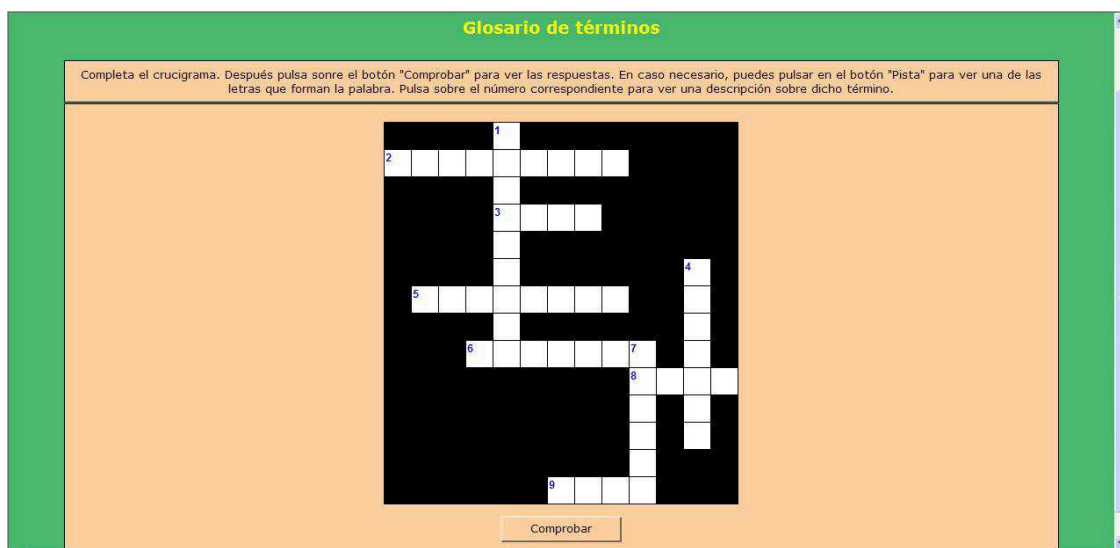 Glosario de términos
Completa el crucigrama. Después pulsa sonre el botón "Comprobar" para ver las respuestas. En caso necesario, puedes pulsar en el botón "Pista" para ver una de las
letras que forman la palabra. Pulsa sobre el número correspondiente para ver una descripción sobre dicho término.
1
2
3
4
5
6 7
8
9
Comprobar